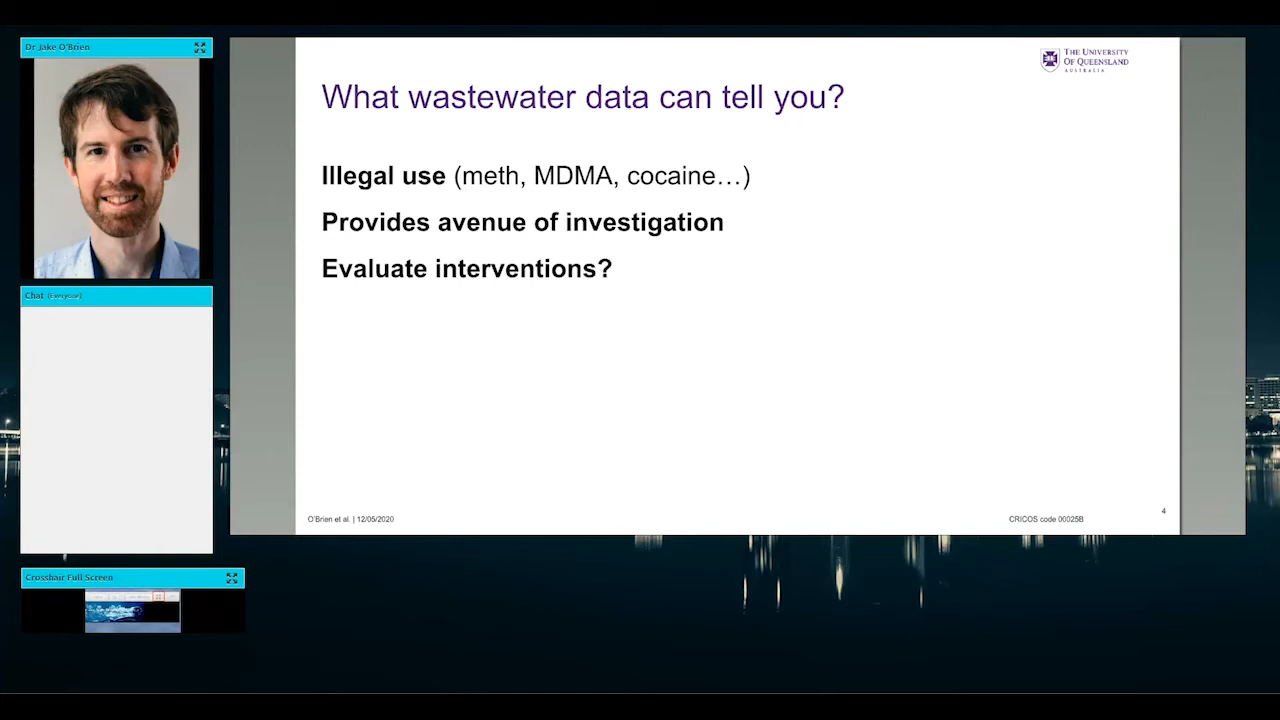 Dr Jake O'Brien
THE UNIVERSITY
OF QUEENSLAND
AUSTRALIA
What wastewater data can tell you?
Illegal use (meth, MDMA, cocaine…)
Provides avenue of investigation
Evaluate interventions?
Chat (Everyone)
O'Brien et al. | 12/05/2020
CRICOS code 00025B
4
Crosshair Full Screen